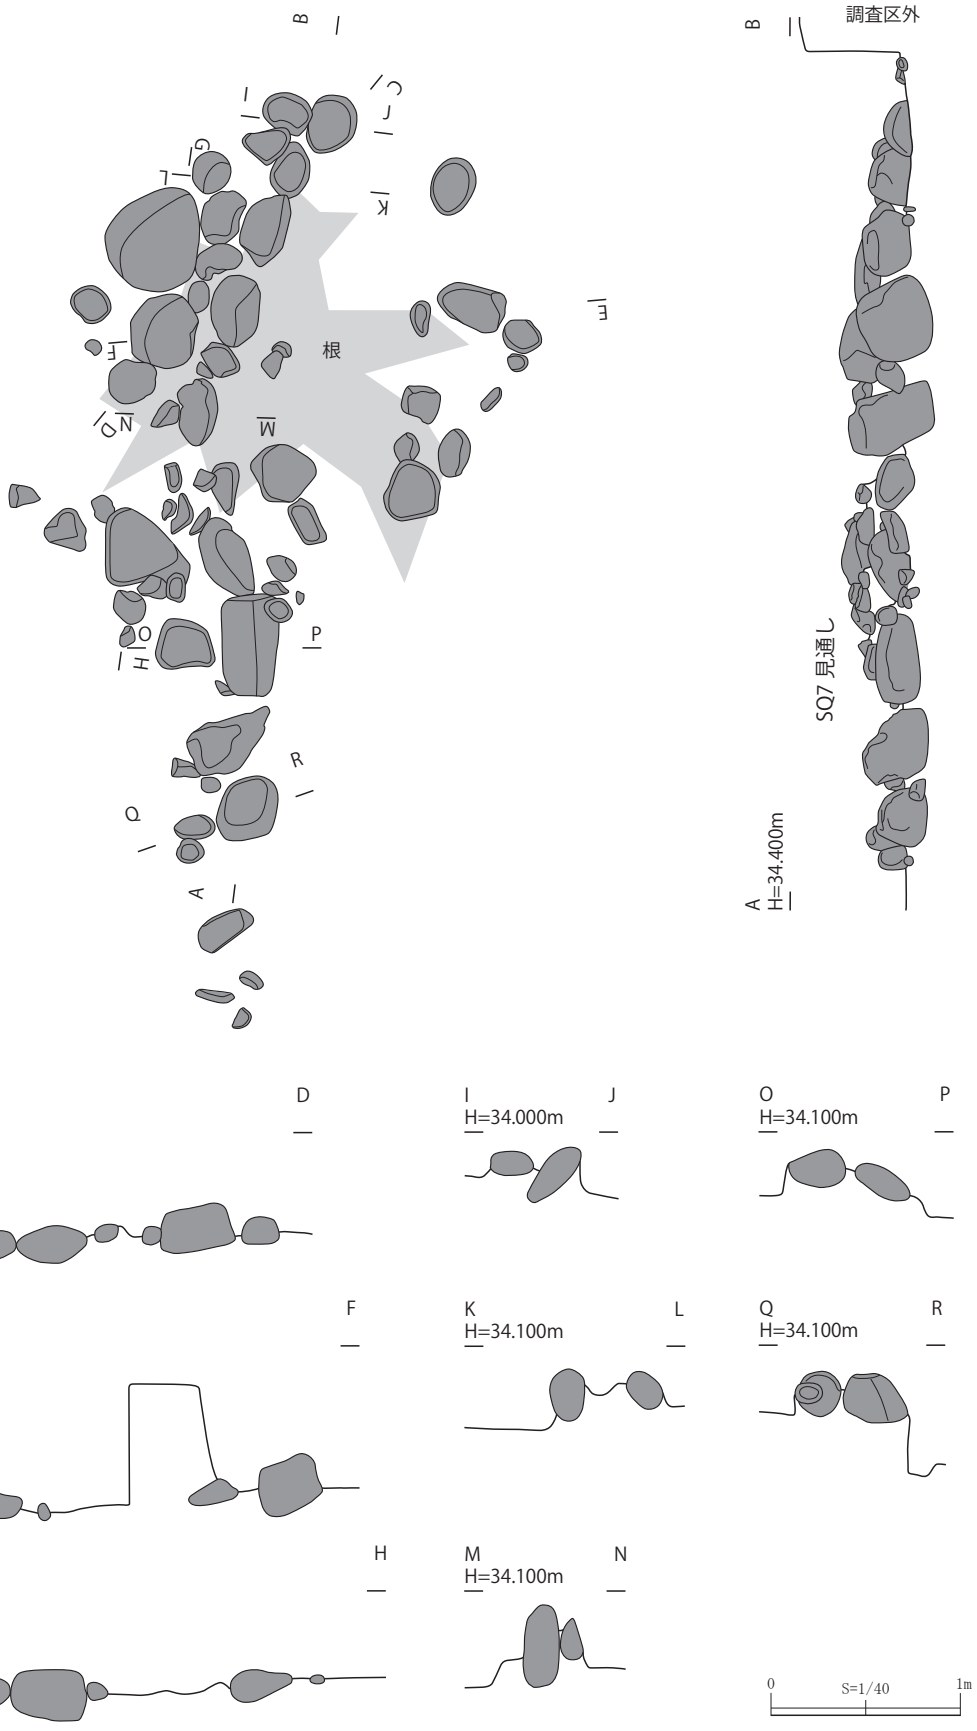 B
B
調査区外
C
I
J
G
L
K
E
F
根
D
N
M
O
H
P
SQ7 見通し
R
Q
A
A
H=34.400m
D
I
J
H=34.000m
O
P
H=34.100m
F
K
L
H=34.100m
Q
R
H=34.100m
H
M
N
H=34.100m
0
S=1/40
1m